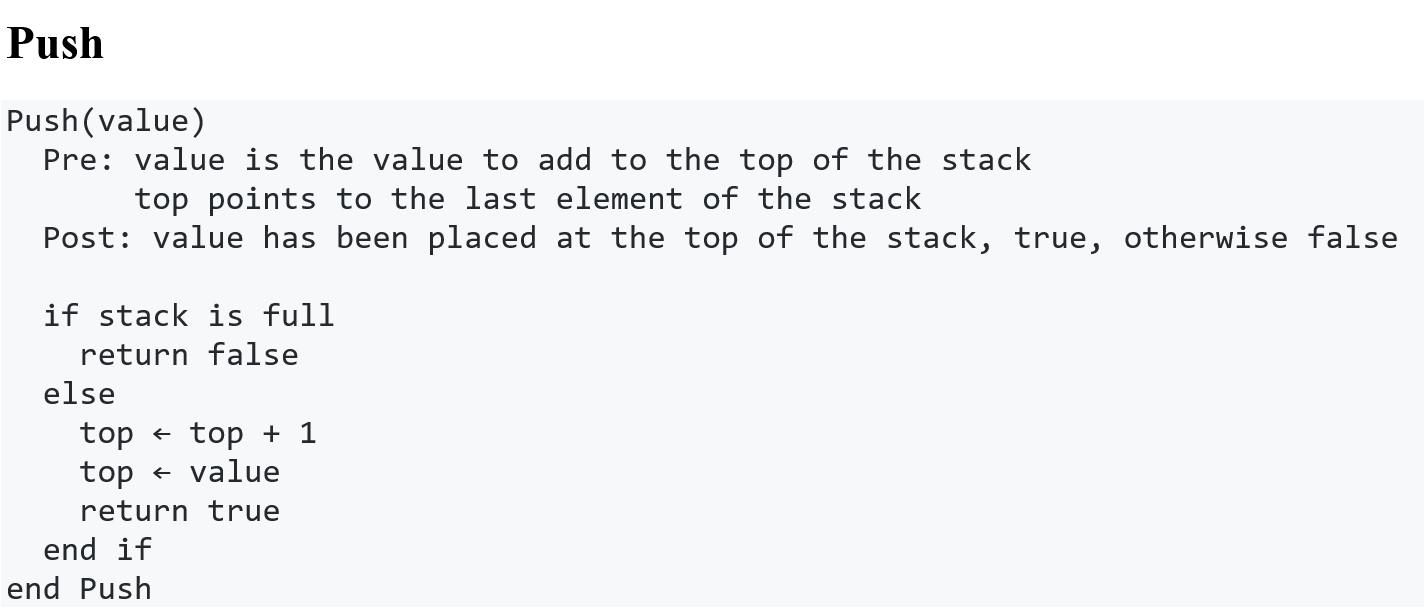 Push
Push(value)
  Pre: value is the value to add to the top of the stack
       top points to the last element of the stack
  Post: value has been placed at the top of the stack, true, otherwise false

  if stack is full
    return false
  else
    top ← top + 1
    top ← value
    return true
  end if
end Push